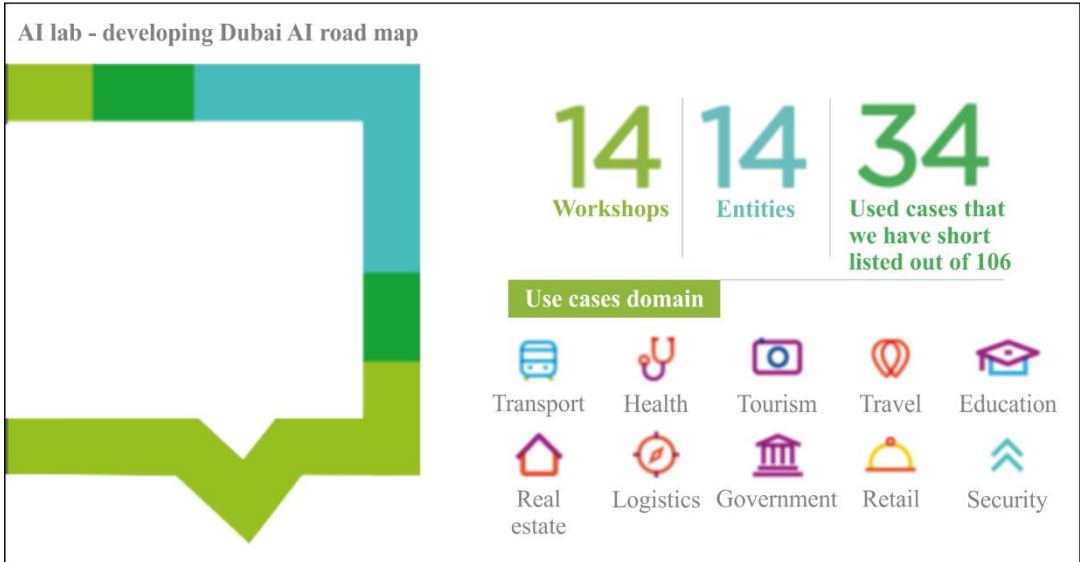 AI lab - developing Dubai AI road map
14
Workshops
14
Entities
34
Used cases that
we have short
listed out of 106
Use cases domain
Transport
Health
Tourism
Travel
Education
Real
estate
Logistics
Government
Retail
Security